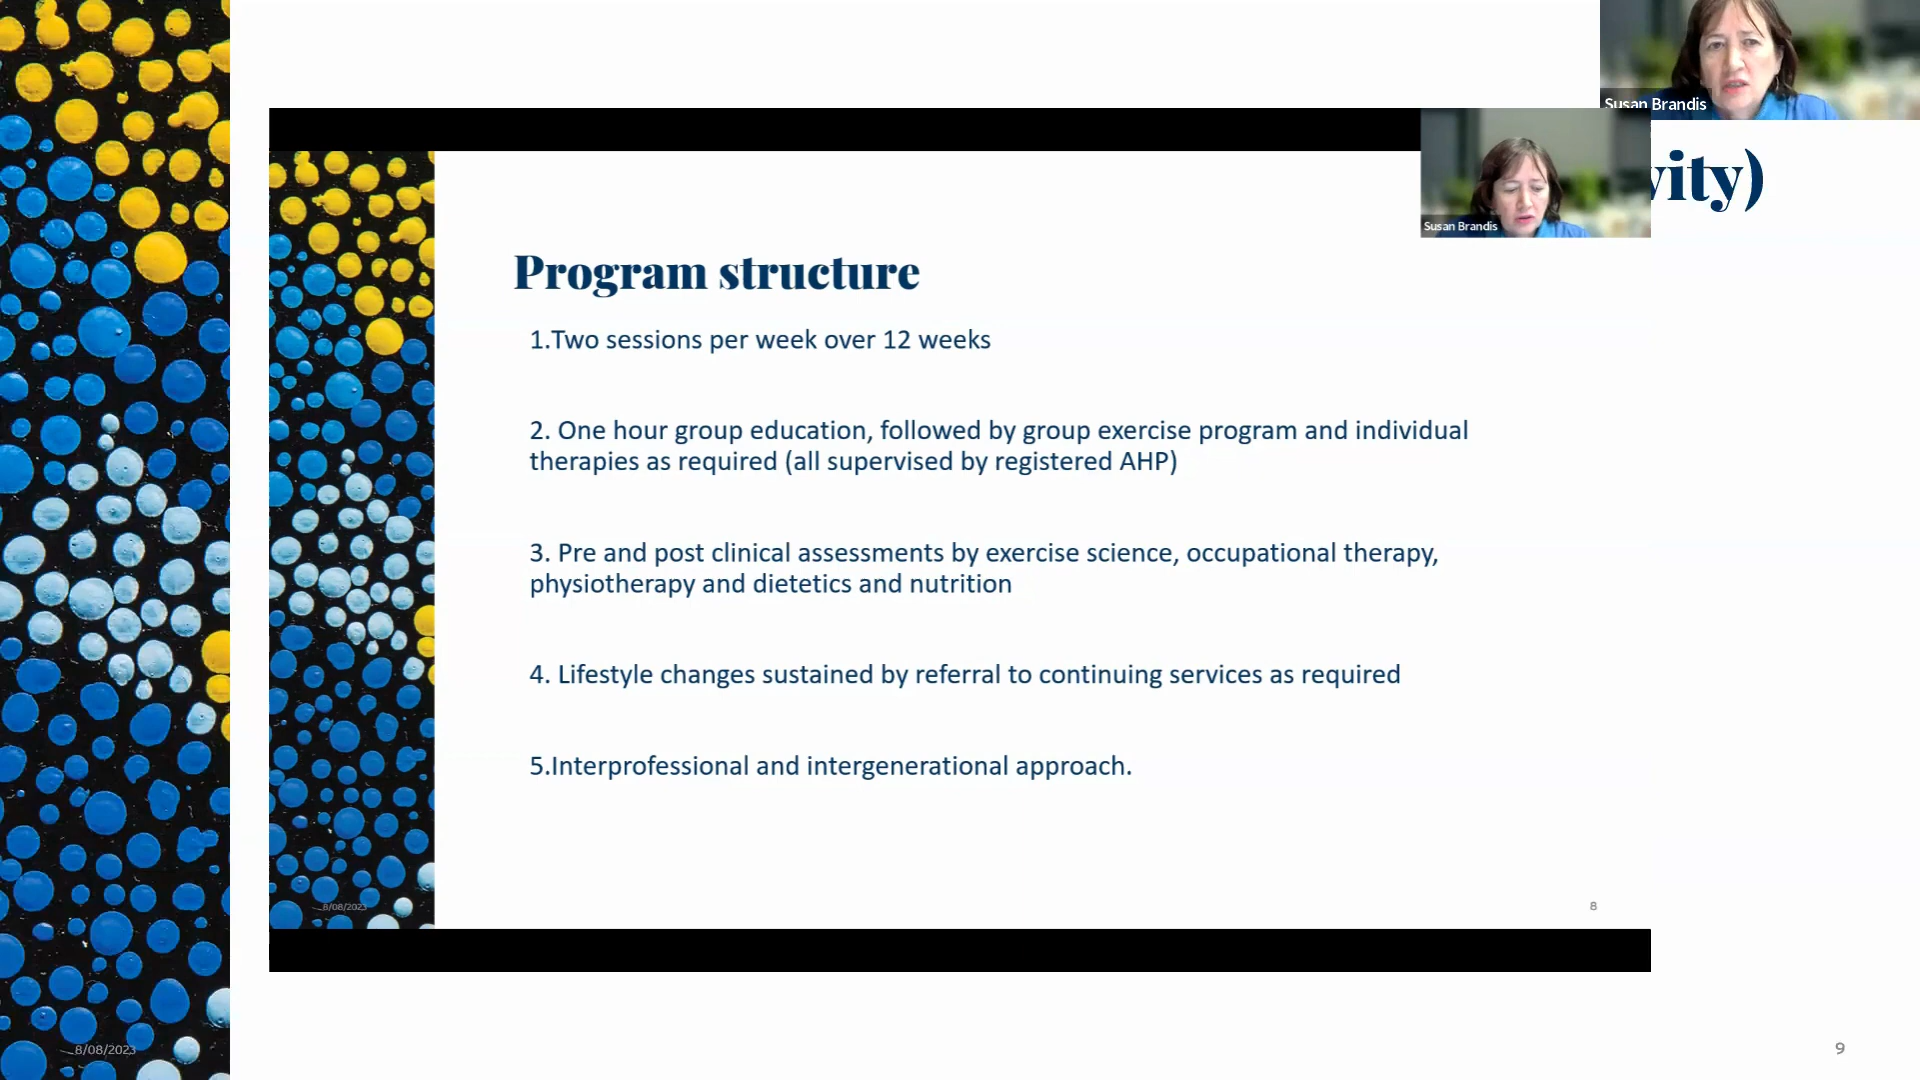 Susan Brandis
vity)
Susan Brandis
Program structure
1.Two sessions per week over 12 weeks
2. One hour group education, followed by group exercise program and individual
therapies as required (all supervised by registered AHP)
3. Pre and post clinical assessments by exercise science, occupational therapy,
physiotherapy and dietetics and nutrition
4. Lifestyle changes sustained by referral to continuing services as required
5.Interprofessional and intergenerational approach.
8/08/2023
8
8/08/2023
9